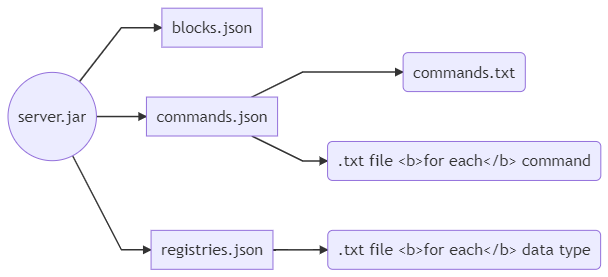 blocks.json
commands.txt
server.jar
commands.json
.txt file <b>for each</b> command
registries.json
.txt file <b>for each</b> data type